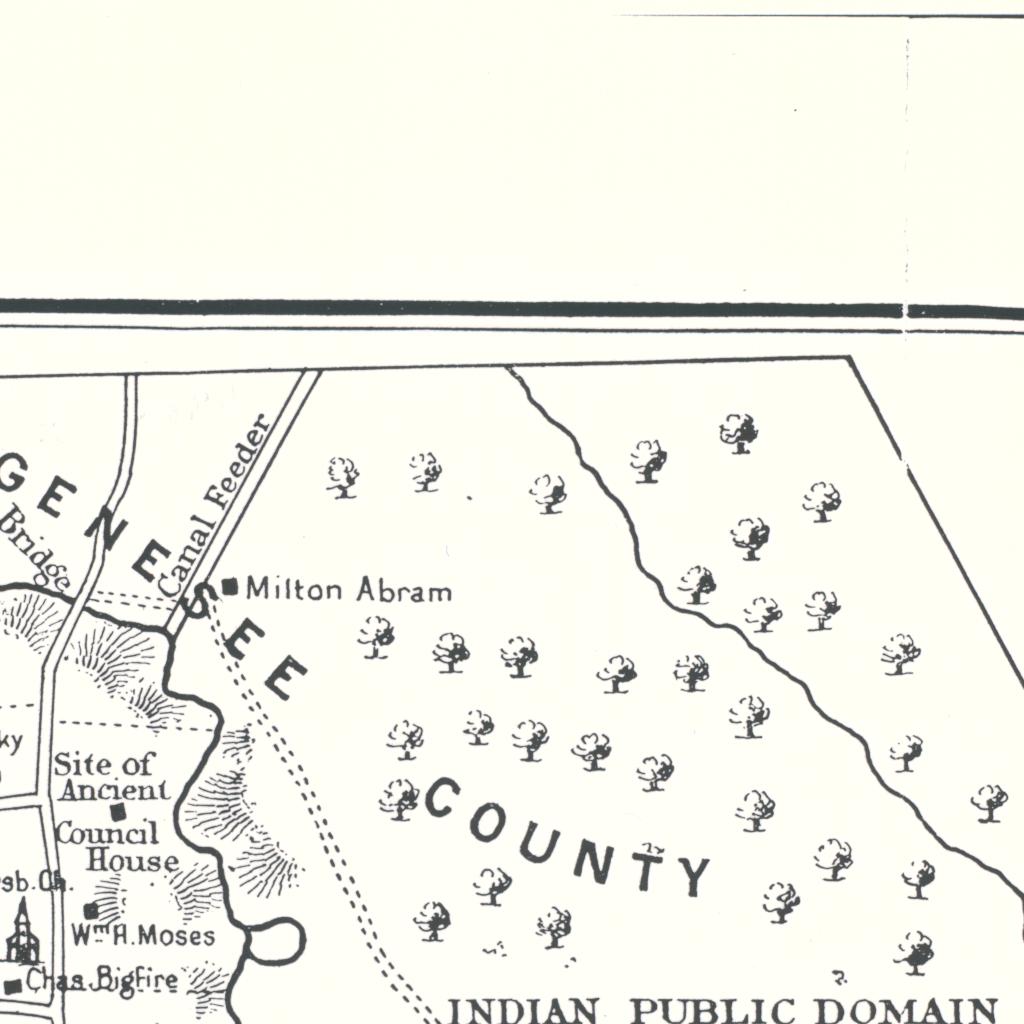 GENESEE
Bridge
Canal Feeder
Milton Abram
Site of
Ancient
Council
House
COUNTY
Wm H. Moses
Chas. Bigfire
INDIAN PUBLIC DOMAIN